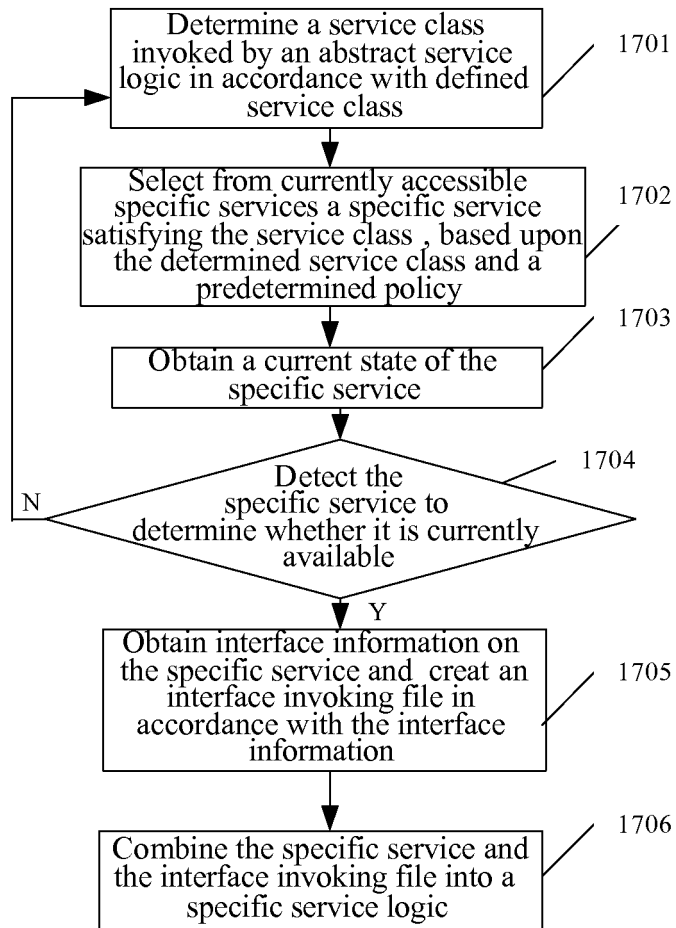 Determine a service class
invoked by an abstract service
logic in accordance with defined
service class
1701
Select from currently accessible
specific services a specific service
satisfying the service class , based upon
the determined service class and a
predetermined policy
1702
1703
Obtain a current state of the
specific service
1704
Detect the
specific service to
determine whether it is currently
available
N
Y
Obtain interface information on
the specific service and creat an
interface invoking file in
accordance with the interface
information
1705
1706
Combine the specific service and
the interface invoking file into a
specific service logic